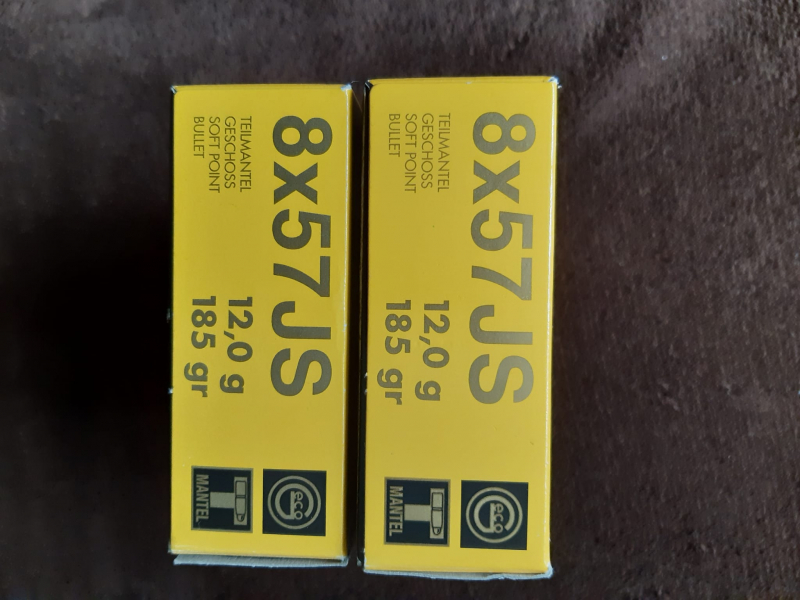 8x57JS
TEILMANTEL
GESCHOSS
SOFT POINT
BULLET
12,0 g
185 gr
Geco
T
MANTEL
8x57JS
TEILMANTEL
GESCHOSS
SOFT POINT
BULLET
12,0 g
185 gr
Geco
T
MANTEL